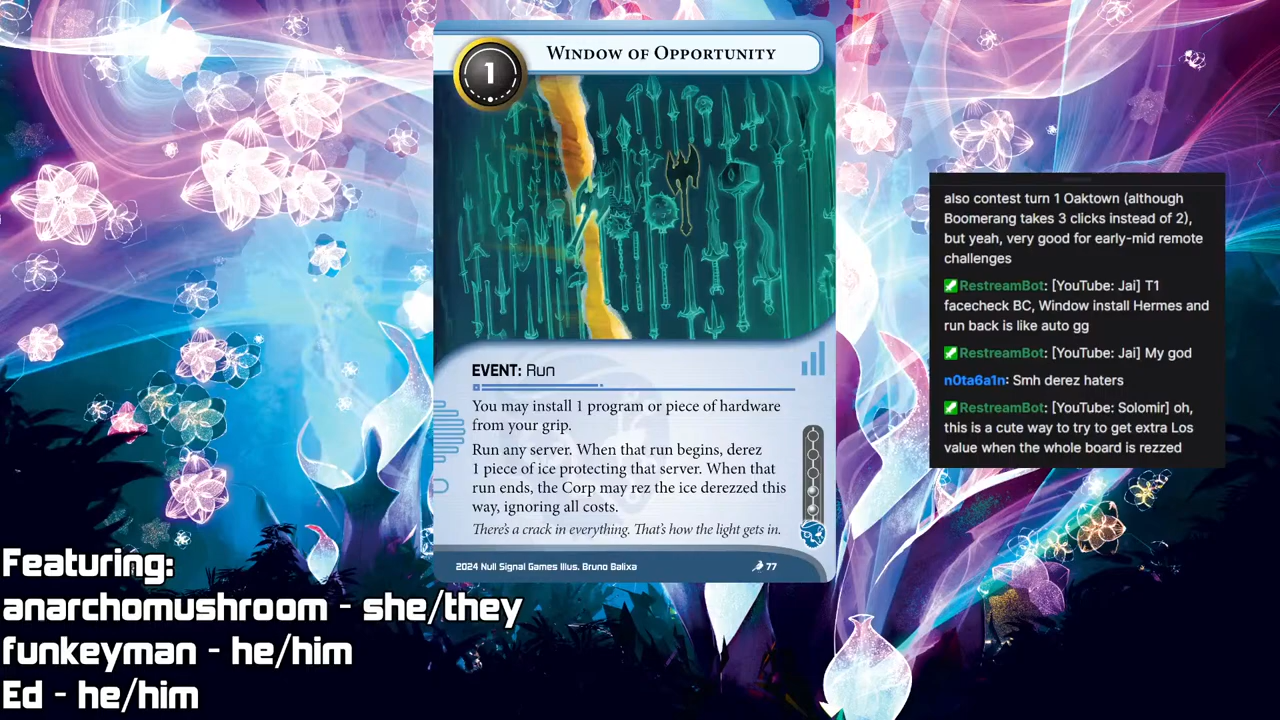 WINDOW OF OPPORTUNITY
1
EVENT: Run
You may install 1 program or piece of hardware
from your grip.
Run any server. When that run begins, derez
1 piece of ice protecting that server. When that
run ends, the Corp may rez the ice derezzed this
way, ignoring all costs.
There's a crack in everything. That's how the light gets in.
2024 Null Signal Games Illus. Bruno Balixa
77
also contest turn 1 Oaktown (although
Boomerang takes 3 clicks instead of 2),
but yeah, very good for early-mid remote
challenges
RestreamBot: [YouTube: Jai] T1
facecheck BC, Window install Hermes and
run back is like auto gg
RestreamBot: [YouTube: Jai] My god
n0ta6a1n: Smh derez haters
RestreamBot: [YouTube: Solomir] oh,
this is a cute way to try to get extra Los
value when the whole board is rezzed
Featuring:
anarchomushroom - she/they
funkeyman - he/him
Ed - he/him